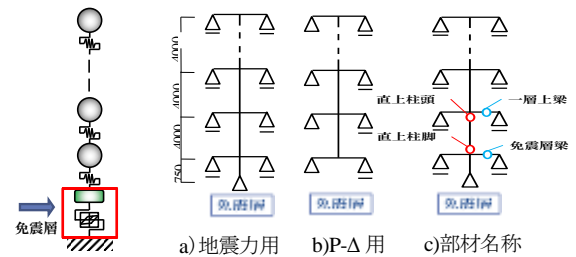 4000
4000
4000
750
直上柱頭
一層上梁
直上柱脚
免震層梁
免震層
免震層
免震層
免震層
a)地震力用
b)P-Δ 用
c)部材名称